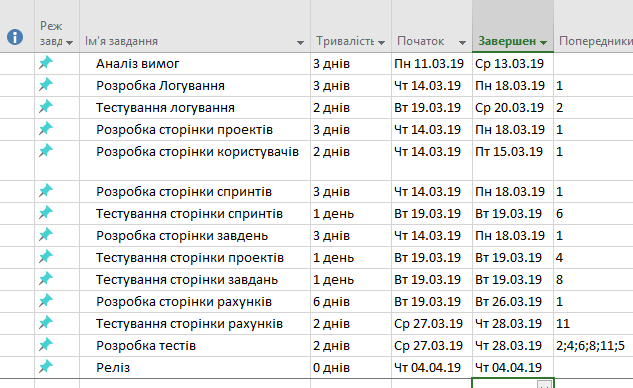 Реж завд Ім'я завдання Тривалість Початок Завершен Попередники
Аналіз вимог 3 днів Пн 11.03.19 Ср 13.03.19
Розробка Логування 3 днів Чт 14.03.19 Пн 18.03.19 1
Тестування логування 2 днів Вт 19.03.19 Ср 20.03.19 2
Розробка сторінки проектів 3 днів Чт 14.03.19 Пн 18.03.19 1
Розробка сторінки користувачів 2 днів Чт 14.03.19 Пт 15.03.19 1
Розробка сторінки спринтів 3 днів Чт 14.03.19 Пн 18.03.19 1
Тестування сторінки спринтів 1 день Вт 19.03.19 Вт 19.03.19 6
Розробка сторінки завдень 3 днів Чт 14.03.19 Пн 18.03.19 1
Тестування сторінки проектів 1 день Вт 19.03.19 Вт 19.03.19 4
Тестування сторінки завдань 1 день Вт 19.03.19 Вт 19.03.19 8
Розробка сторінки рахунків 6 днів Вт 19.03.19 Вт 26.03.19 1
Тестування сторінки рахунків 2 днів Ср 27.03.19 Чт 28.03.19 11
Розробка тестів 2 днів Ср 27.03.19 Чт 28.03.19 2;4;6;8;11;5
Реліз 0 днів Чт 04.04.19 Чт 04.04.19